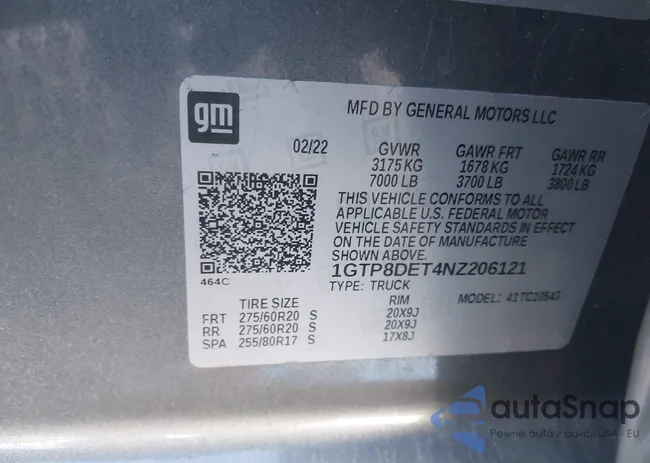 gm
MFD BY GENERAL MOTORS LLC
02/22 GVWR GAWR FRT GAWR RR
3175 KG 1678 KG 1724 KG
7000 LB 3700 LB 3800 LB
THIS VEHICLE CONFORMS TO ALL
APPLICABLE U.S. FEDERAL MOTOR
VEHICLE SAFETY STANDARDS IN EFFECT
ON THE DATE OF MANUFACTURE
SHOWN ABOVE.
464C
1GTP8DET4NZ206121
TYPE: TRUCK MODEL: 41TC10543
TIRE SIZE RIM
FRT 275/60R20 S 20X9J
RR 275/60R20 S 20X9J
SPA 255/80R17 S 17X8J
autaSnap
Pewne auta z aukcji USA i EU